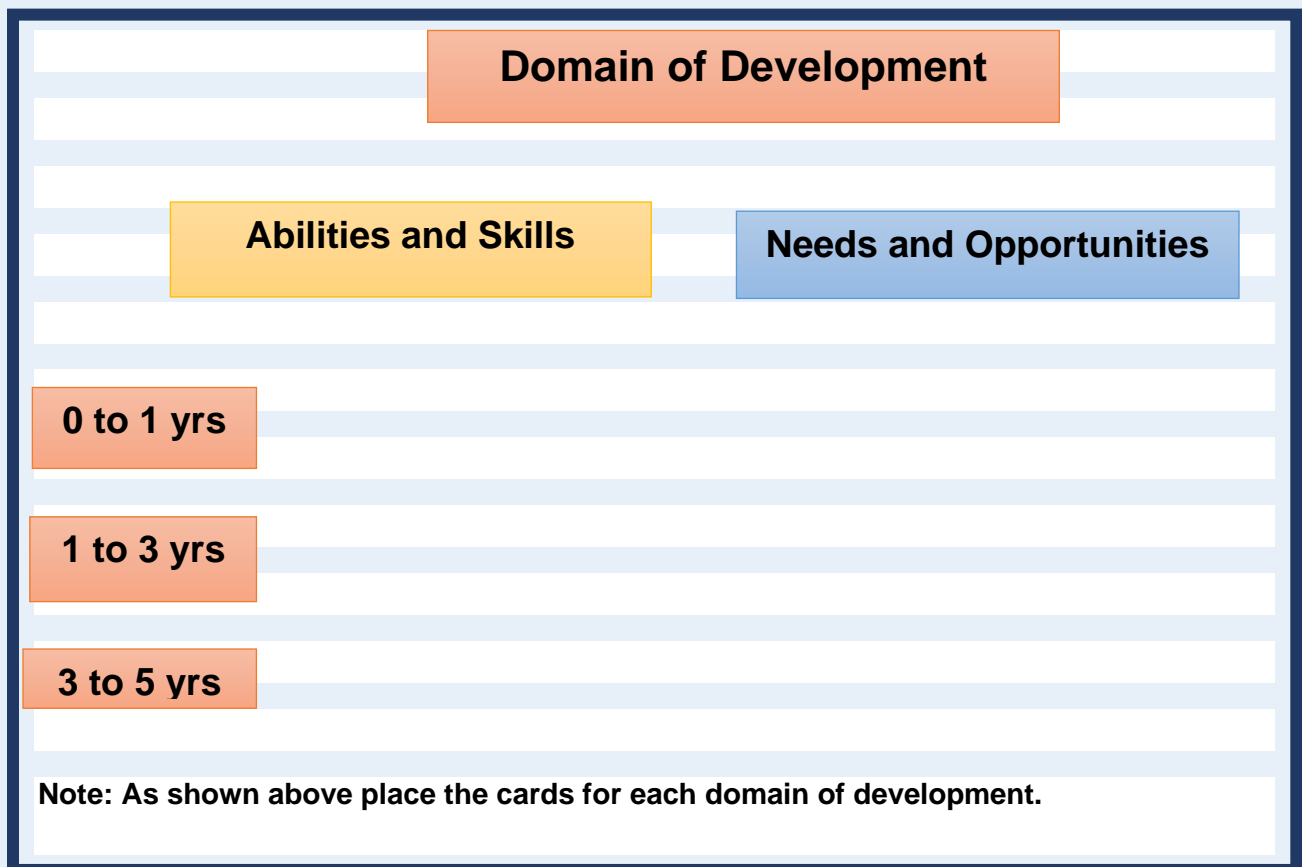 Domain of Development
Abilities and Skills
Needs and Opportunities
0 to 1 yrs
1 to 3 yrs
3 to 5 yrs
Note: As shown above place the cards for each domain of development.